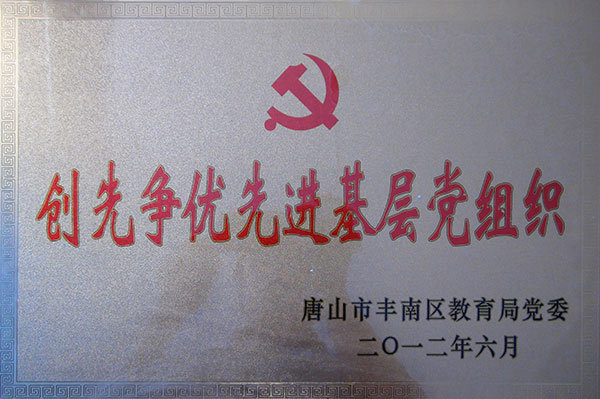 创先争优先进基层党组织
唐山市丰南区教育局党委
二〇一二年六月